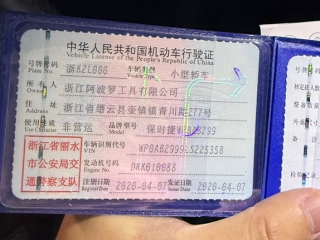 中华人民共和国机动车行驶证
Vehicle License of the People's Republic of China
号牌号码 浙KZL686 车辆类型 小型轿车
Plate No. Vehicle Type
所有人 浙江阿波罗工具有限公司
Owner
住址 浙江省缙云县壶镇镇青川路277号
Address
使用性质 非营运 品牌型号 保时捷
Use Character Model
浙江省丽水
市公安局交
通警察支队
车辆识别代号
VIN
发动机号码 DKK010088
Engine No.
注册日期 2020-04-07 发证日期 2020-04-07
Register Date Issue Date